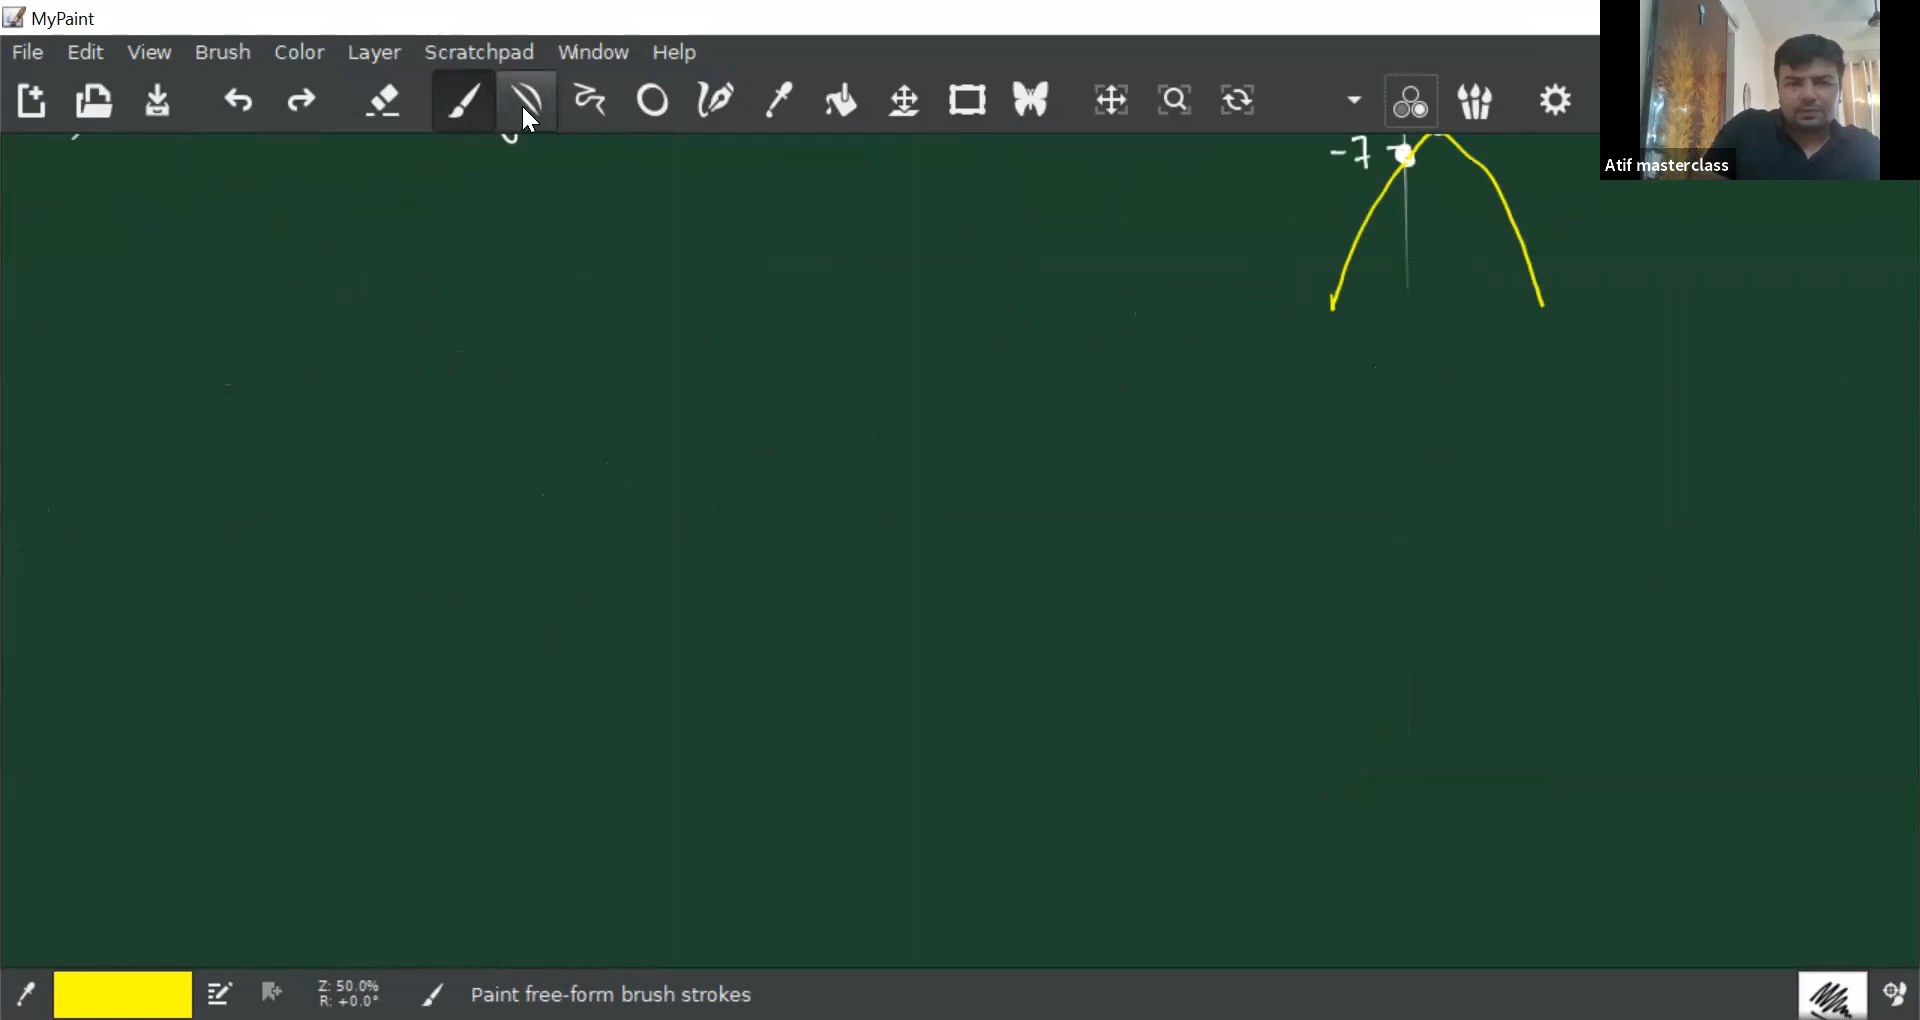 MyPaint
File Edit View Brush Color Layer Scratchpad Window Help
Atif masterclass
-7
Z: 50.0%
R: +0.0°
Paint free-form brush strokes